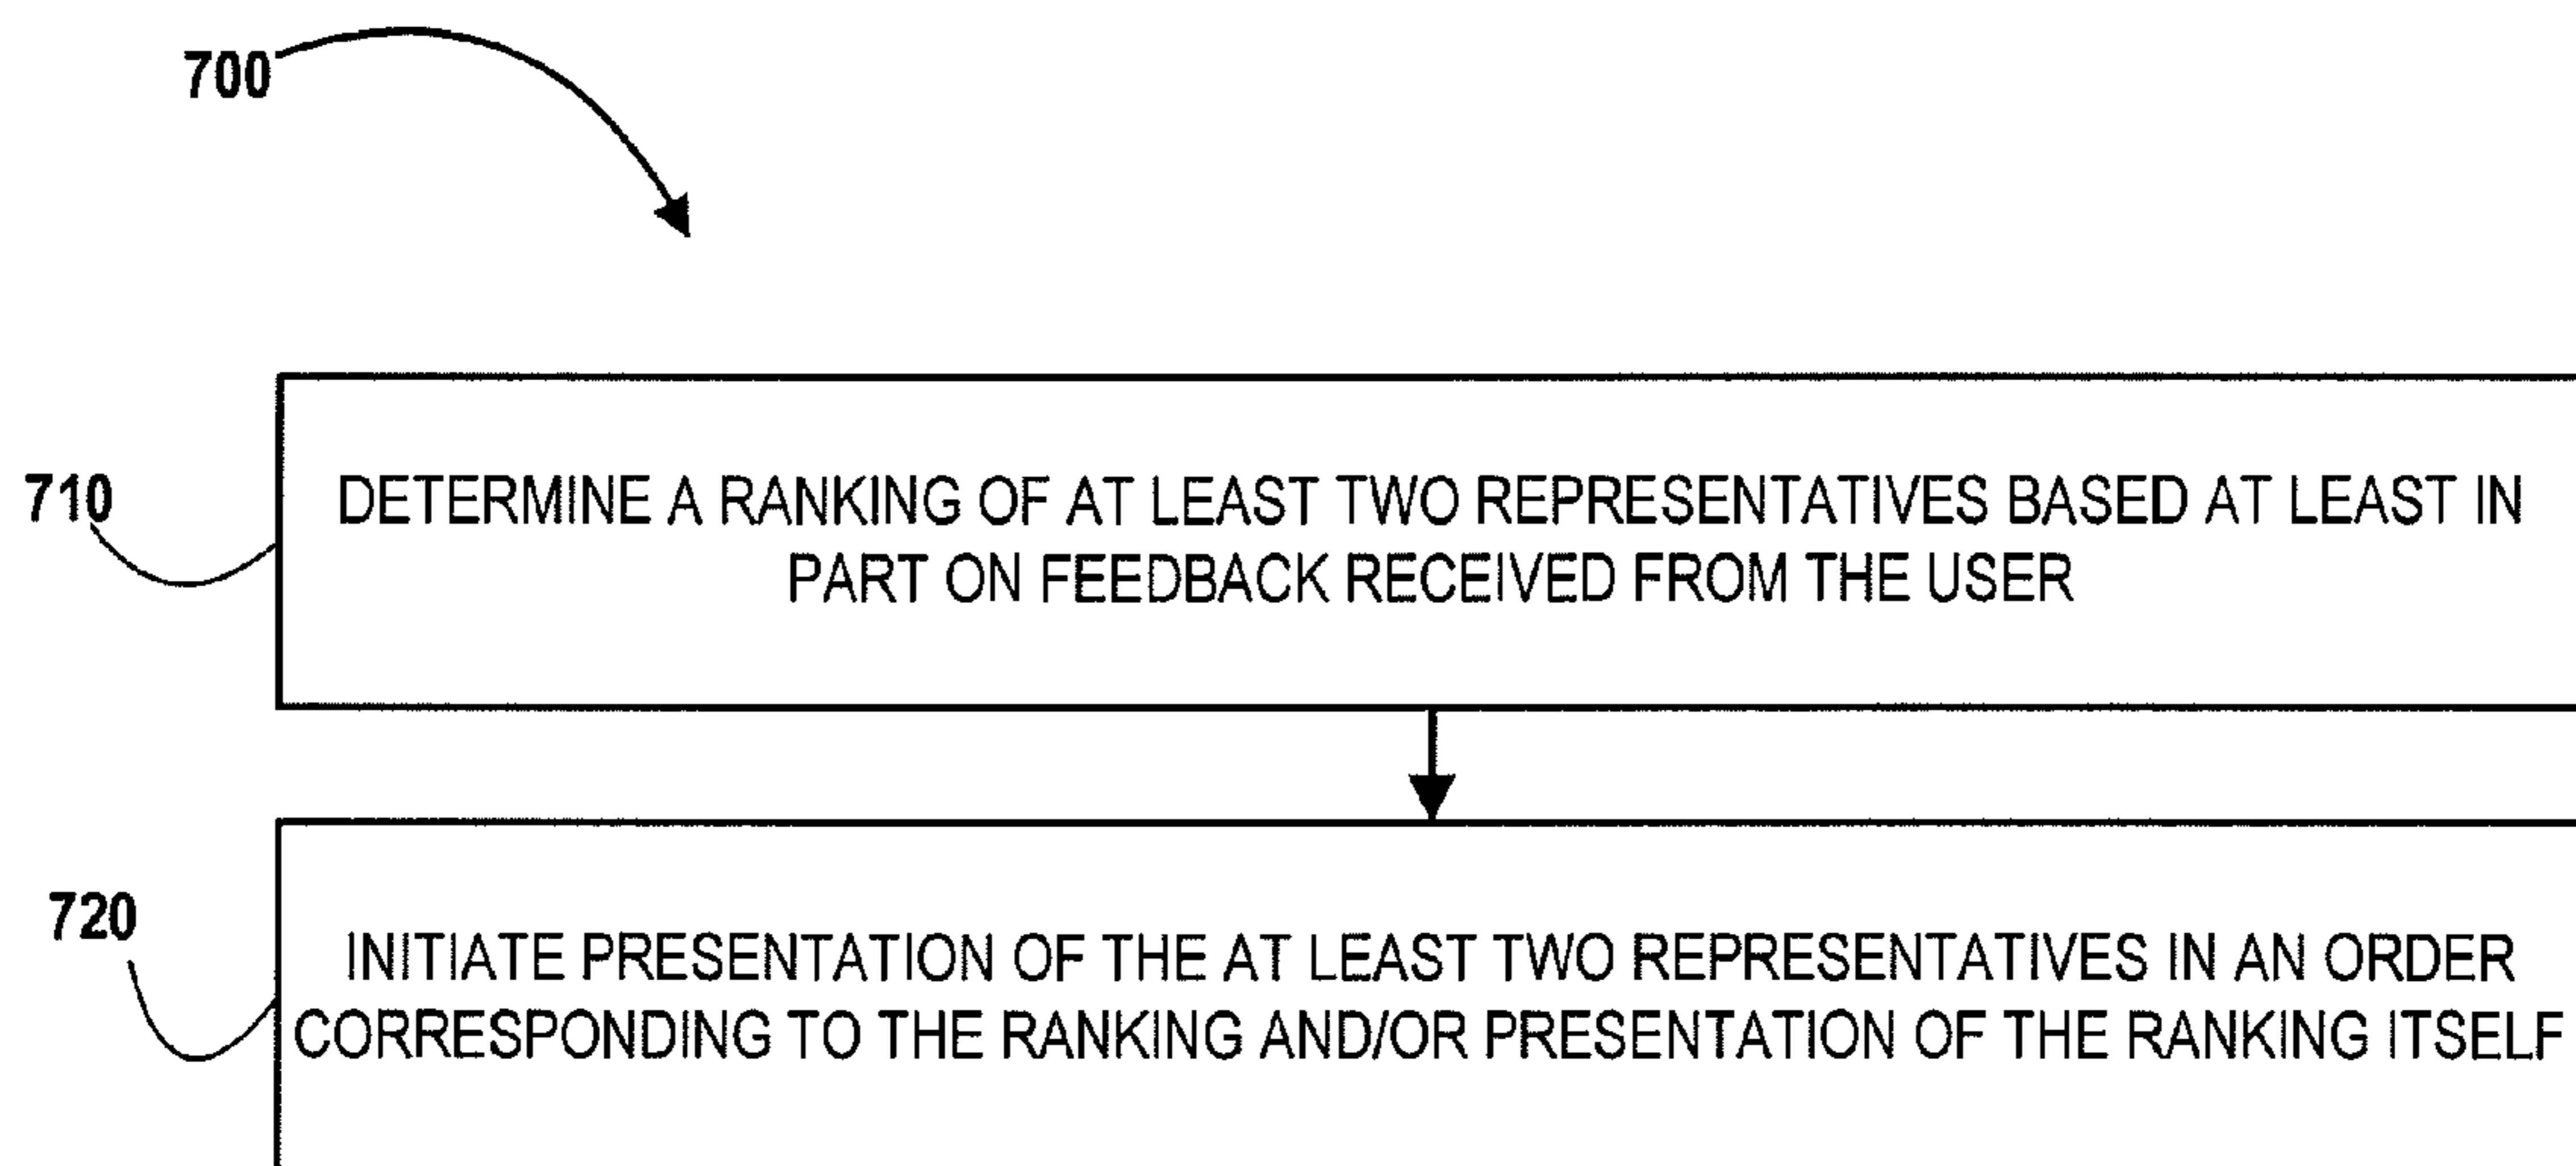 700
710
DETERMINE A RANKING OF AT LEAST TWO REPRESENTATIVES BASED AT LEAST IN
PART ON FEEDBACK RECEIVED FROM THE USER
720
INITIATE PRESENTATION OF THE AT LEAST TWO REPRESENTATIVES IN AN ORDER
CORRESPONDING TO THE RANKING AND/OR PRESENTATION OF THE RANKING ITSELF